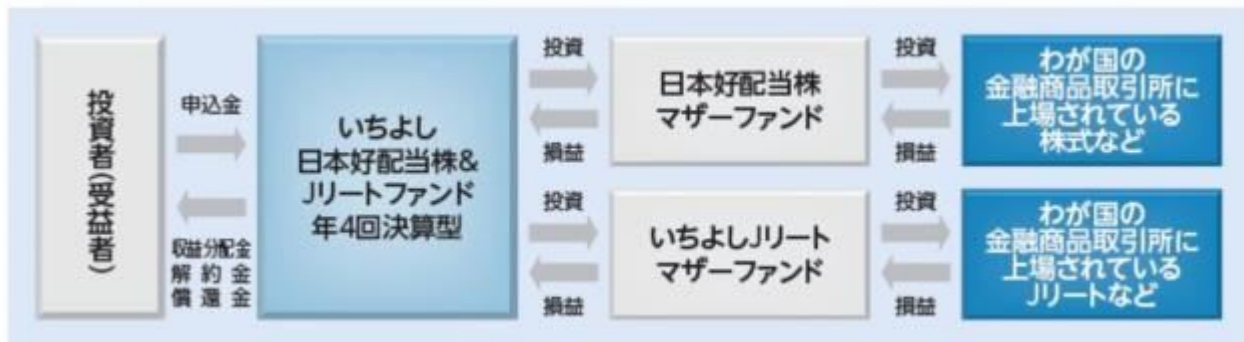 投資者(受益者)
申込金
収益分配金
解約金
償還金
いちよし
日本好配当株&
Jリートファンド
年4回決算型
投資
損益
日本好配当株
マザーファンド
投資
損益
わが国の
金融商品取引所に
上場されている
株式など
投資
損益
いちよしJリート
マザーファンド
投資
損益
わが国の
金融商品取引所に
上場されている
Jリートなど